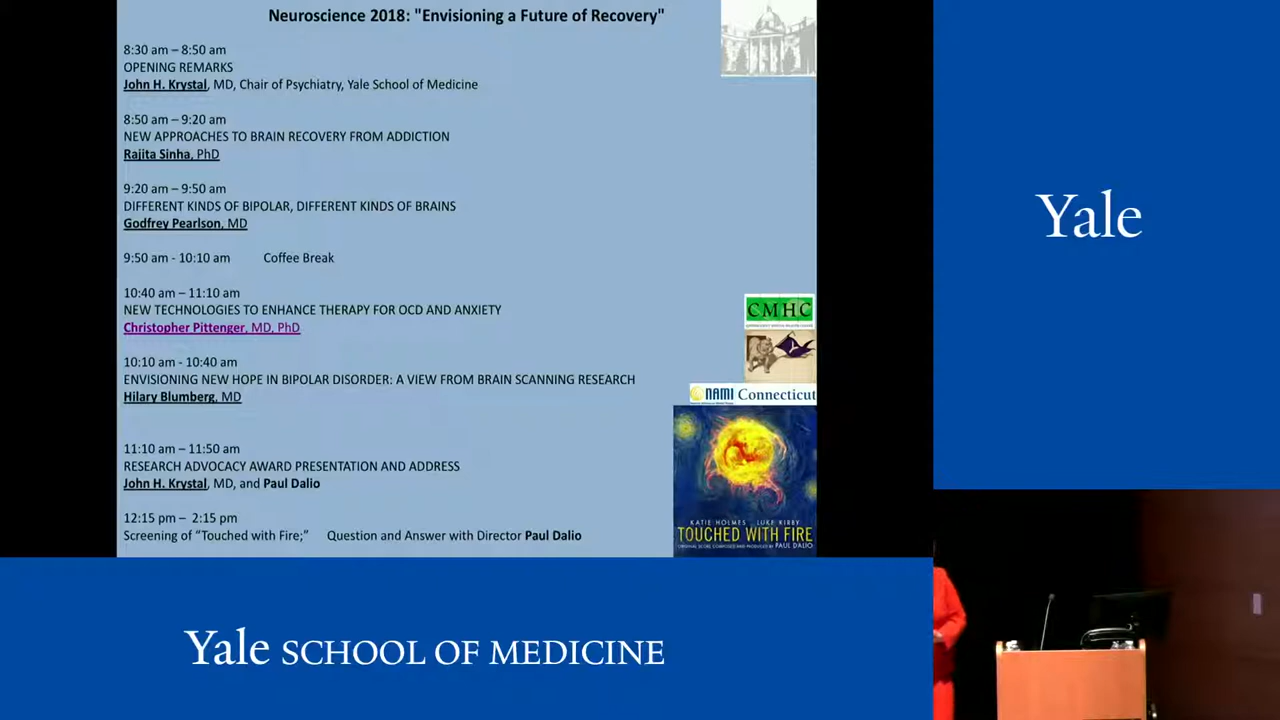 Neuroscience 2018: "Envisioning a Future of Recovery"
8:30 am – 8:50 am
OPENING REMARKS
John H. Krystal, MD, Chair of Psychiatry, Yale School of Medicine
8:50 am – 9:20 am
NEW APPROACHES TO BRAIN RECOVERY FROM ADDICTION
Rajita Sinha, PhD
9:20 am – 9:50 am
DIFFERENT KINDS OF BIPOLAR, DIFFERENT KINDS OF BRAINS
Godfrey Pearlson, MD
9:50 am - 10:10 am Coffee Break
10:40 am – 11:10 am
NEW TECHNOLOGIES TO ENHANCE THERAPY FOR OCD AND ANXIETY
Christopher Pittenger, MD, PhD
10:10 am - 10:40 am
ENVISIONING NEW HOPE IN BIPOLAR DISORDER: A VIEW FROM BRAIN SCANNING RESEARCH
Hilary Blumberg, MD
11:10 am – 11:50 am
RESEARCH ADVOCACY AWARD PRESENTATION AND ADDRESS
John H. Krystal, MD, and Paul Dalio
12:15 pm – 2:15 pm
Screening of “Touched with Fire;” Question and Answer with Director Paul Dalio
CMHC
Y
NAMI Connecticut
KATIE HOLMES LUKE KIRBY
TOUCHED WITH FIRE
ORIGINAL SCORE COMPOSED AND PRODUCED BY PAUL DALIO
Yale
Yale SCHOOL OF MEDICINE